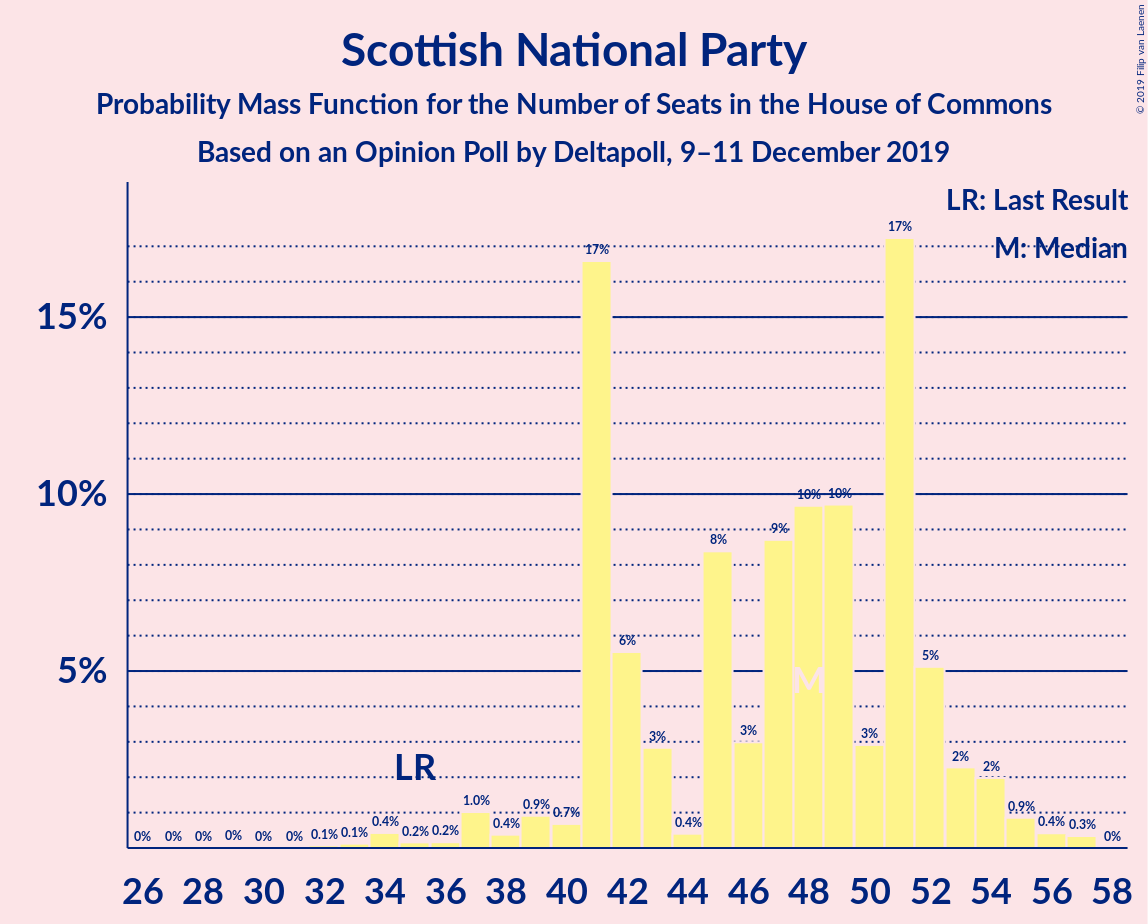 © 2019 Filip van Laenen
Scottish National Party
Probability Mass Function for the Number of Seats in the House of Commons
Based on an Opinion Poll by Deltapoll, 9–11 December 2019
LR: Last Result
M: Median
15%
10%
5%
0% 0% 0% 0% 0% 0% 0.1% 0.1% 0.4% 0.2% 0.2% 1.0% 0.4% 0.9% 0.7% 17% 6% 3% 0.4% 8% 3% 9% 10% 10% 3% 17% 5% 2% 2% 0.9% 0.4% 0.3% 0%
LR
M
26 28 30 32 34 36 38 40 42 44 46 48 50 52 54 56 58